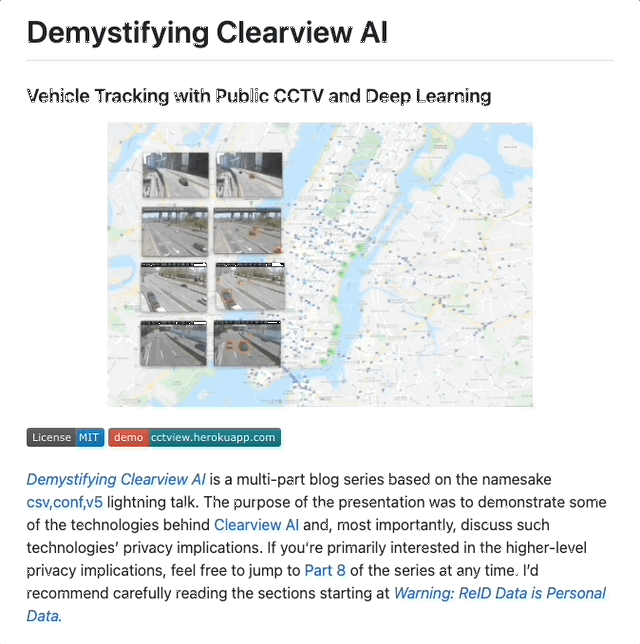 Demystifying Clearview AI
Vehicle Tracking with Public CCTV and Deep Learning
License MIT demo cctview.herokuapp.com
Demystifying Clearview AI is a multi-part blog series based on the namesake
csv,conf,v5 lightning talk. The purpose of the presentation was to demonstrate some
of the technologies behind Clearview AI and, most importantly, discuss such
technologies' privacy implications. If you're primarily interested in the higher-level
privacy implications, feel free to jump to Part 8 of the series at any time. I'd
recommend carefully reading the sections starting at Warning: ReID Data is Personal
Data.